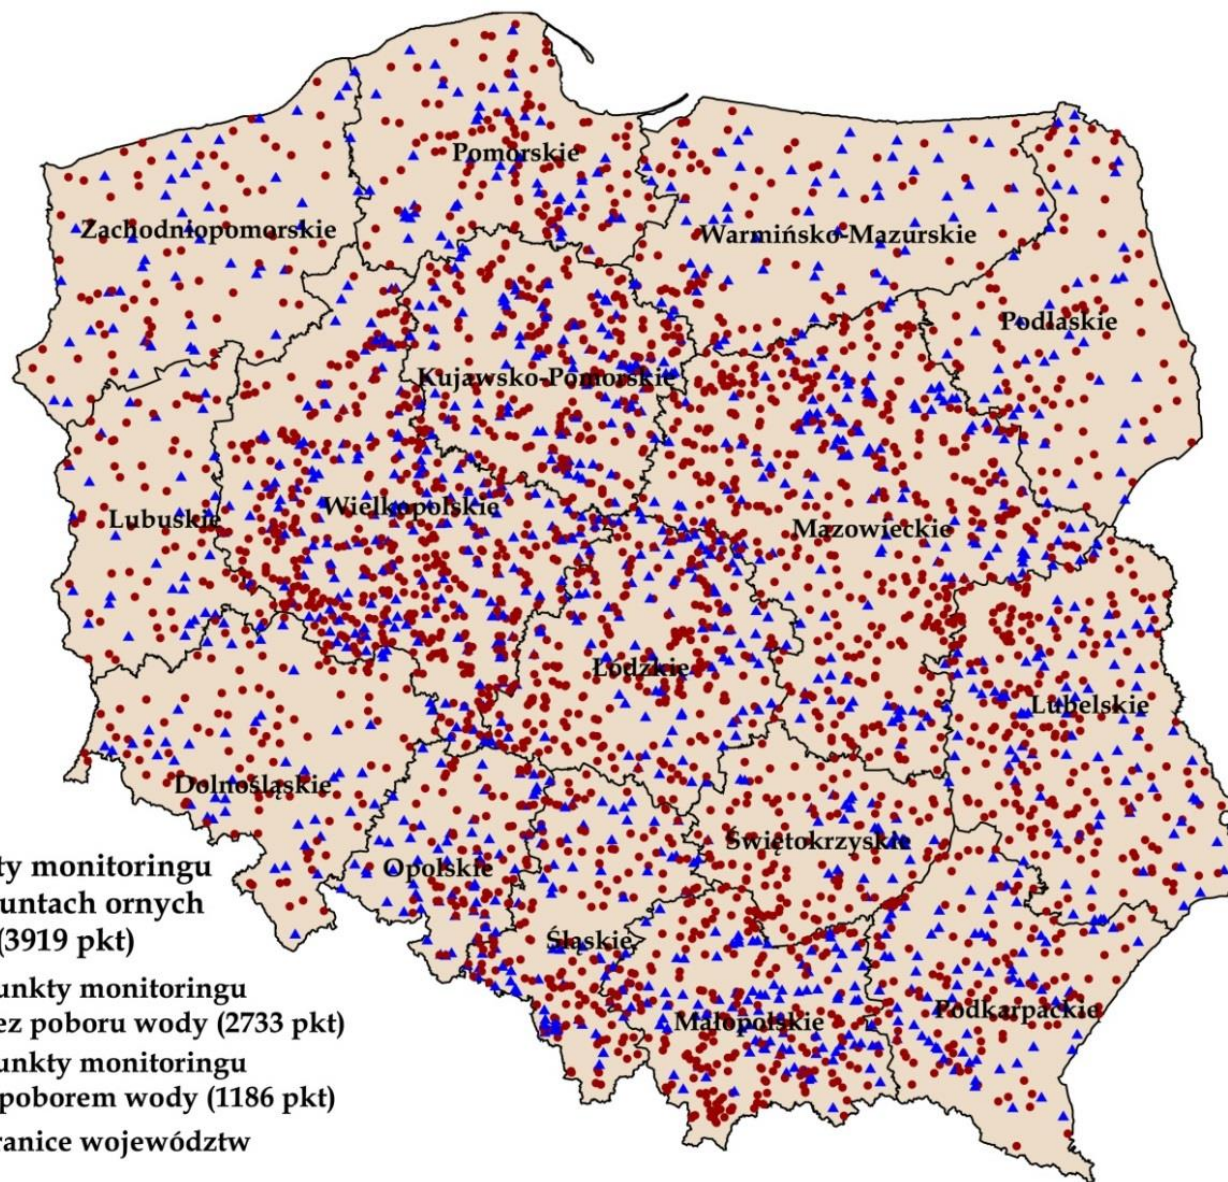 Pomorskie
Zachodniopomorskie
Warmińsko-Mazurskie
Podlaskie
Kujawsko-Pomorskie
Wielkopolskie
Lubuskie
Mazowieckie
Łódzkie
Lubelskie
Dolnośląskie
Świętokrzyskie
Opolskie
Śląskie
Podkarpackie
Małopolskie
ty monitoringu
untach ornych
(3919 pkt)
unkty monitoringu
ez poboru wody (2733 pkt)
unkty monitoringu
poborem wody (1186 pkt)
ranice województw